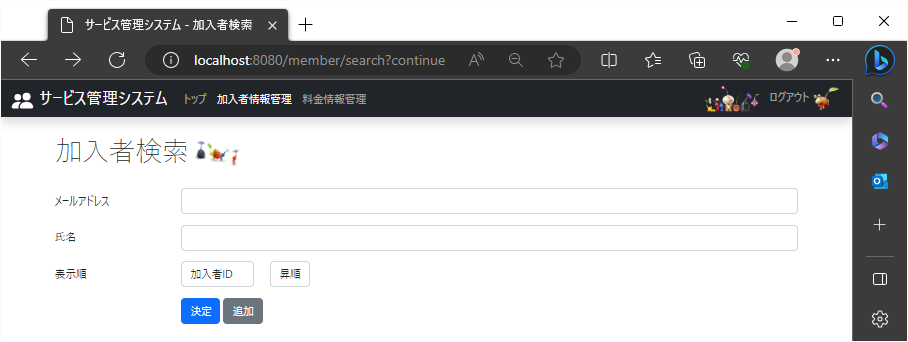 サービス管理システム - 加入者検索
localhost:8080/member/search?continue
サービス管理システム トップ 加入者情報管理 料金情報管理 ログアウト
加入者検索
メールアドレス
氏名
表示順 加入者ID 昇順
決定 追加